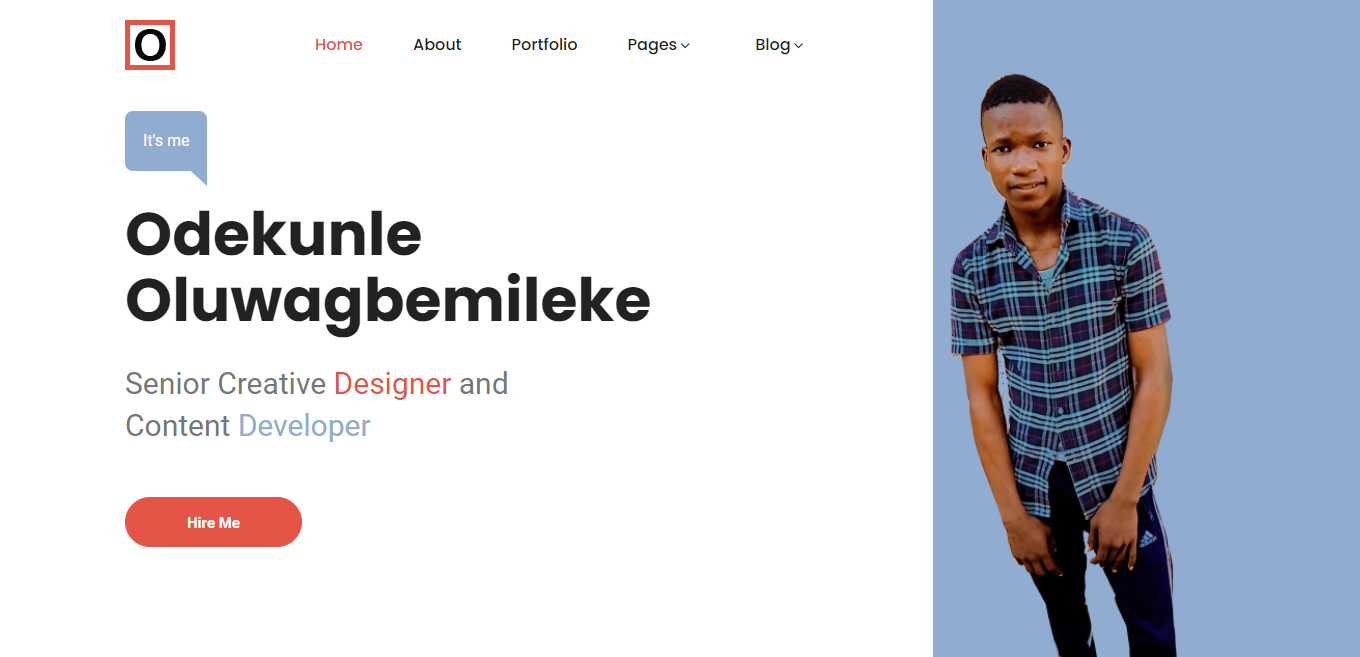 O
Home
About
Portfolio
Pages
Blog
It's me
Odekunle
Oluwagbemileke
Senior Creative Designer and
Content Developer
Hire Me